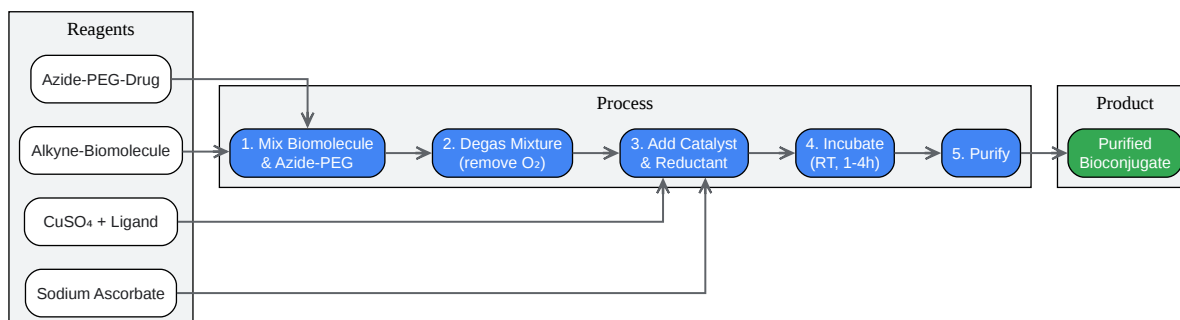 Reagents
Azide-PEG-Drug
Alkyne-Biomolecule
CuSO₄ + Ligand
Sodium Ascorbate
Process
1. Mix Biomolecule
& Azide-PEG
2. Degas Mixture
(remove O₂)
3. Add Catalyst
& Reductant
4. Incubate
(RT, 1-4h)
5. Purify
Product
Purified
Bioconjugate